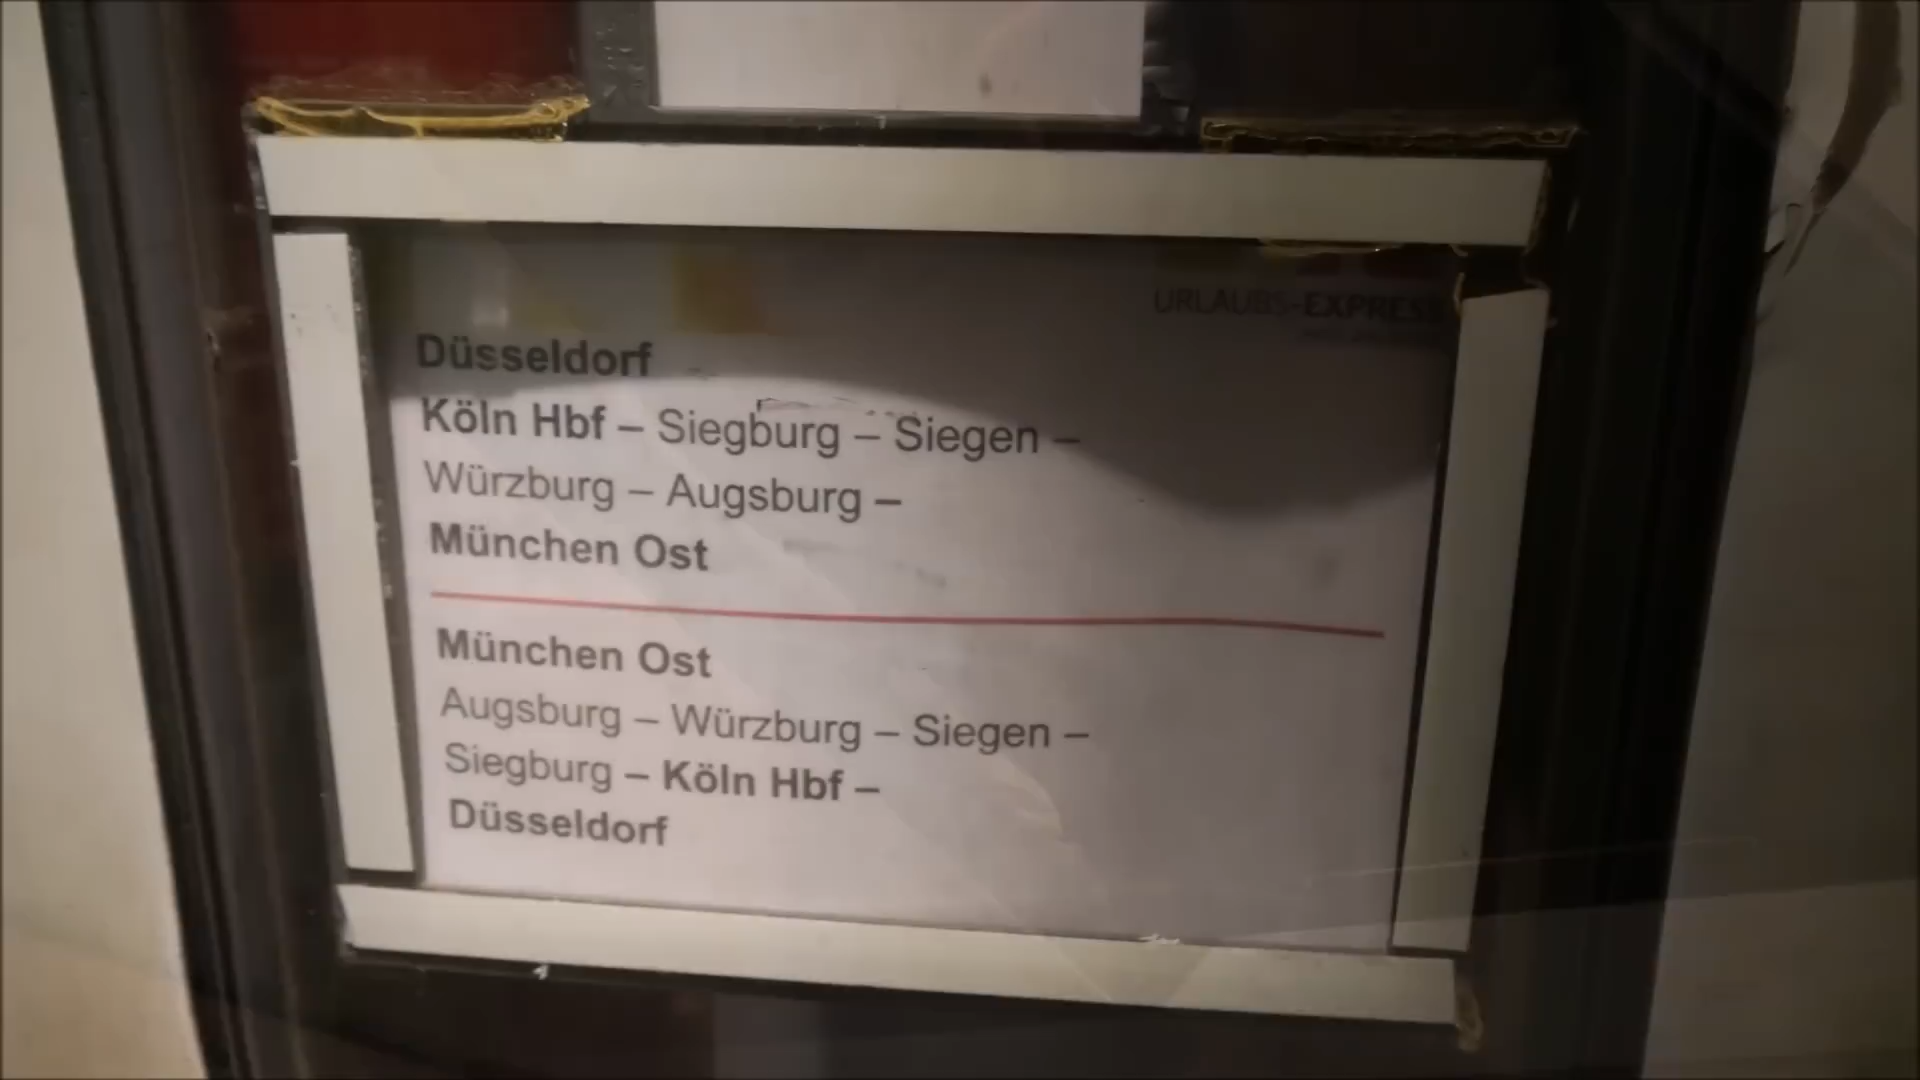 URLAUBS-EXPRESS
Düsseldorf
Köln Hbf – Siegburg – Siegen –
Würzburg – Augsburg –
München Ost
München Ost
Augsburg – Würzburg – Siegen –
Siegburg – Köln Hbf –
Düsseldorf